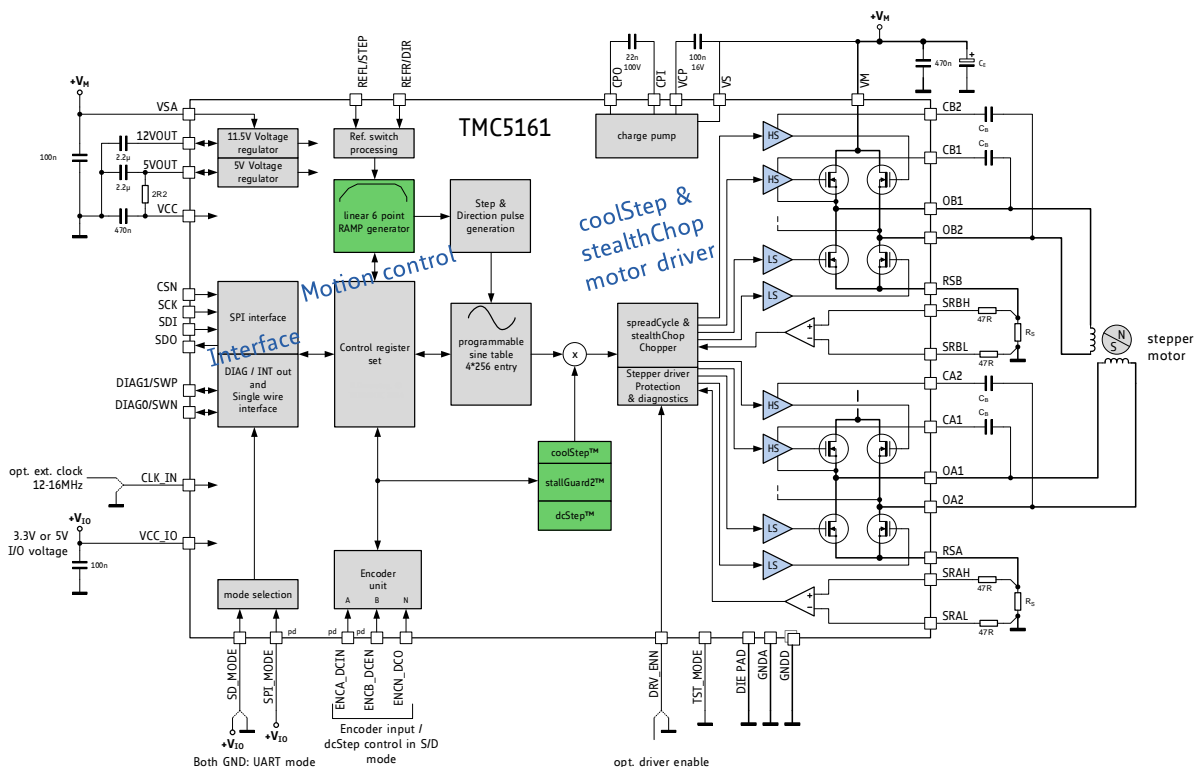 +VM
REFL/STEP
REFR/DIR
22n
100V
100n
16V
470n
CE
+VM
CPO
CPI
VCP
VS
VM
VSA
TMC5161
CB2
12VOUT
11.5V Voltage
regulator
Ref. switch
processing
charge pump
HS
CB
100n
2.2µ
5VOUT
5V Voltage
regulator
CB1
2.2µ
2R2
HS
CB
VCC
470n
linear 6 point
RAMP generator
Step &
Direction pulse
generation
coolStep &
stealthChop
motor driver
OB1
OB2
Motion control
LS
CSN
RSB
SCK
SPI interface
LS
SDI
SRBH
47R
SDO
Interface
Control register
set
programmable
sine table
4*256 entry
x
spreadCycle &
stealthChop
Chopper
+
-
RS
N
S
stepper
motor
SRBL
47R
DIAG / INT out
and
Single wire
interface
Stepper driver
Protection
& diagnostics
DIAG1/SWP
CA2
DIAG0/SWN
HS
CB
CA1
HS
CB
coolStep™
opt. ext. clock
12-16MHz
CLK_IN
stallGuard2™
OA1
OA2
dcStep™
+VIO
3.3V or 5V
I/O voltage
VCC_IO
LS
RSA
100n
LS
Encoder
unit
SRAH
47R
mode selection
A
B
N
+
-
RS
SRAL
47R
pd
pd
pd
SD_MODE
SPI_MODE
ENCA_DCIN
ENCB_DCEN
ENCN_DCO
DRV_ENN
TST_MODE
DIE PAD
GNDA
GNDD
+VIO
+VIO
Encoder input /
dcStep control in S/D
mode
Both GND: UART mode
opt. driver enable